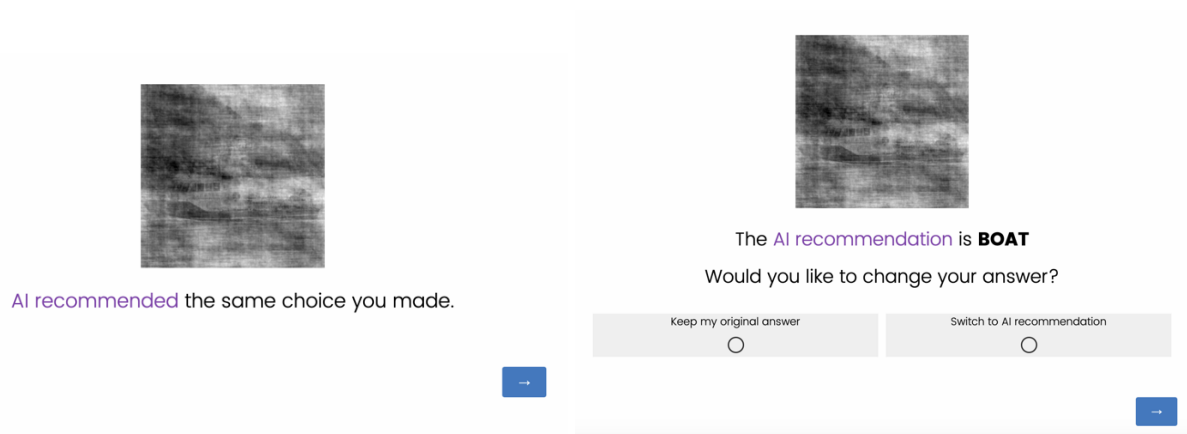 AI recommended the same choice you made.
→
The AI recommendation is BOAT
Would you like to change your answer?
Keep my original answer
Switch to AI recommendation
→